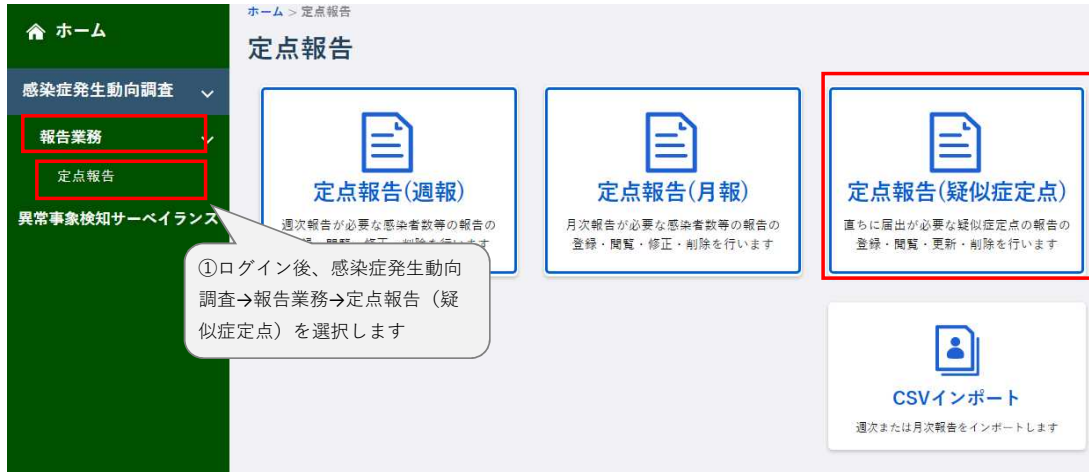 ホーム
感染症発生動向調査
報告業務
定点報告
異常事象検知サーベイランス
ホーム > 定点報告
定点報告
定点報告(週報)
週次報告が必要な感染者数等の報告の
定点報告(月報)
月次報告が必要な感染者数等の報告の
登録・閲覧・修正・削除を行います
定点報告(疑似症定点)
直ちに届出が必要な疑似症定点の報告の
登録・閲覧・更新・削除を行います
①ログイン後、感染症発生動向
調査→報告業務→定点報告（疑
似症定点）を選択します
CSVインポート
週次または月次報告をインポートします